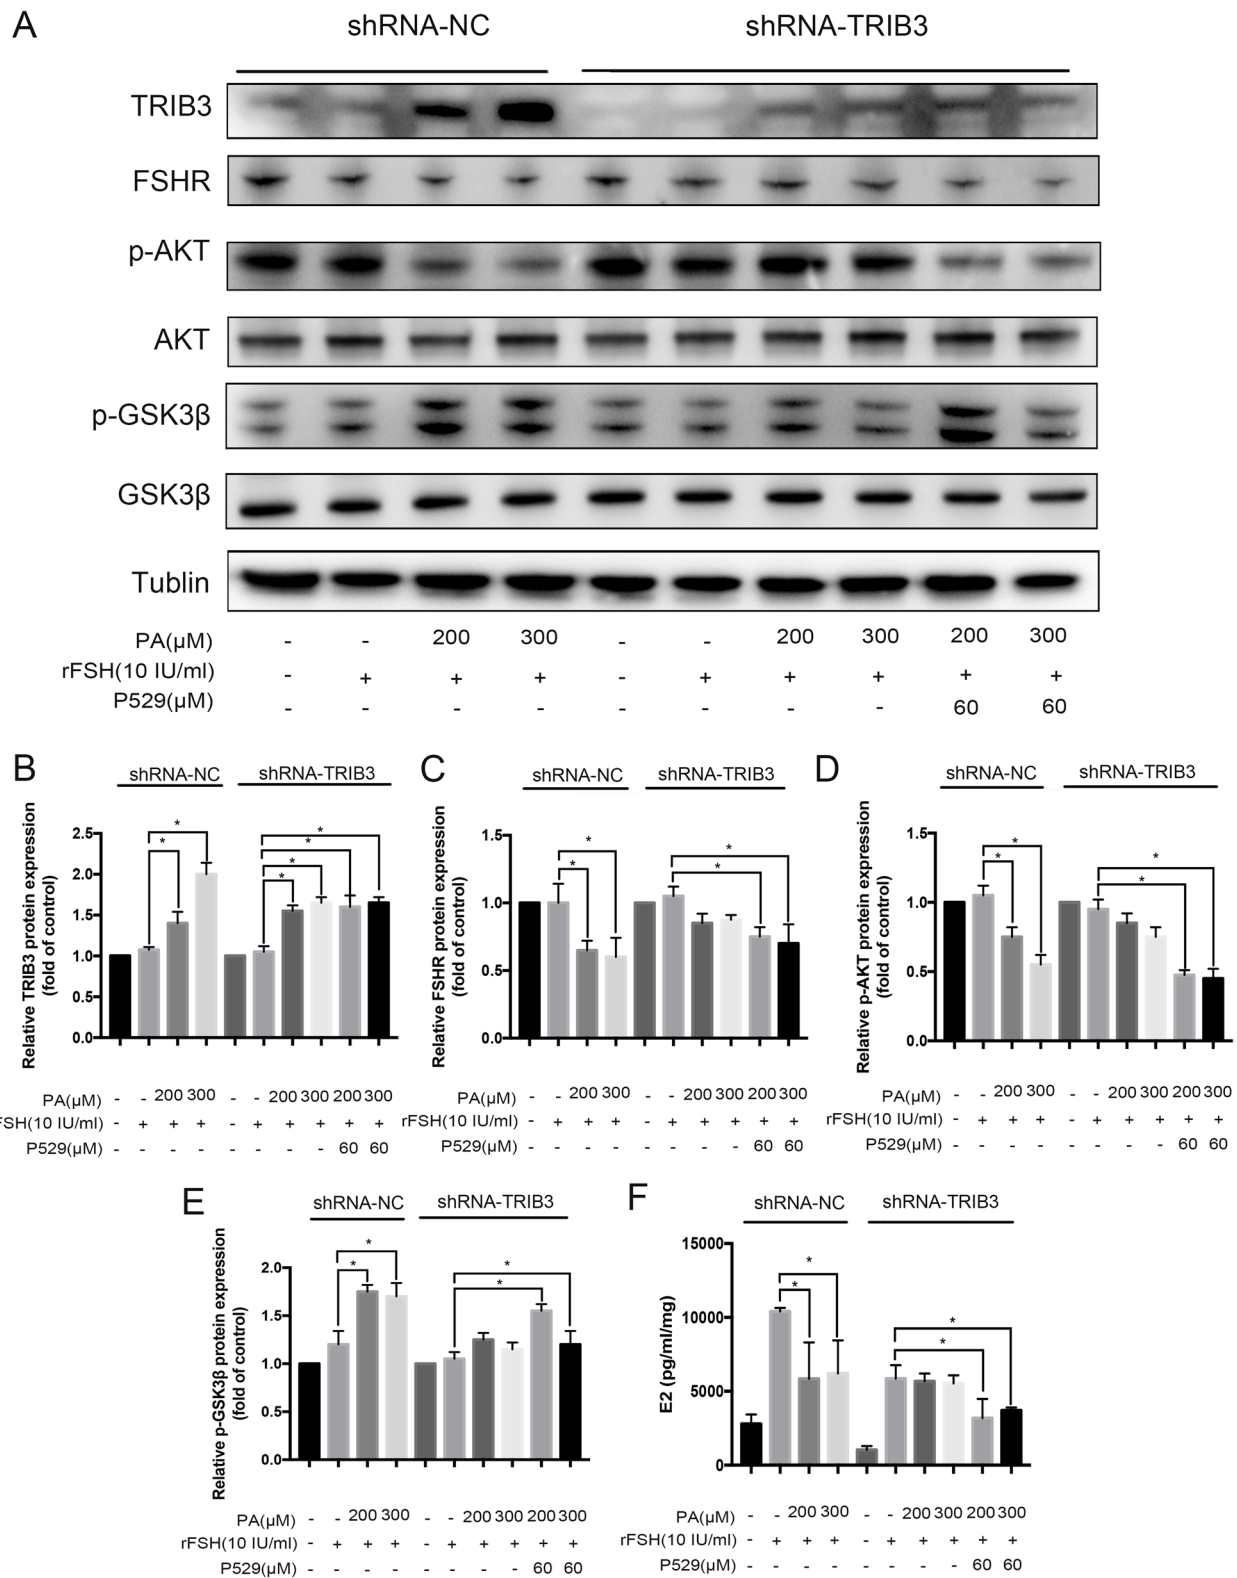 A
shRNA-NC shRNA-TRIB3
TRIB3
FSHR
p-AKT
AKT
p-GSK3β
GSK3β
Tublin
PA(μM) - - 200 300 - - 200 300 200 300
rFSH(10 IU/ml) - + + + - + + + + +
P529(μM) - - - - - - - - 60 60
B
shRNA-NC shRNA-TRIB3
Relative TRIB3 protein expression
(fold of control)
2.5
2.0
1.5
1.0
0.5
0.0
* * * * * *
PA(μM) - - 200 300 - - 200 300 200 300
FSH(10 IU/ml) - + + + - + + + + +
P529(μM) - - - - - - - - 60 60
C
shRNA-NC shRNA-TRIB3
Relative FSHR protein expression
(fold of control)
1.5
1.0
0.5
0.0
* * * *
PA(μM) - - 200 300 - - 200 300 200 300
rFSH(10 IU/ml) - + + + - + + + + +
P529(μM) - - - - - - - - 60 60
D
shRNA-NC shRNA-TRIB3
Relative p-AKT protein expression
(fold of control)
1.5
1.0
0.5
0.0
* * * *
PA(μM) - - 200 300 - - 200 300 200 300
rFSH(10 IU/ml) - + + + - + + + + +
P529(μM) - - - - - - - - 60 60
E
shRNA-NC shRNA-TRIB3
Relative p-GSK3β protein expression
(fold of control)
2.0
1.5
1.0
0.5
0.0
* * * *
PA(μM) - - 200 300 - - 200 300 200 300
rFSH(10 IU/ml) - + + + - + + + + +
P529(μM) - - - - - - - - 60 60
F
shRNA-NC shRNA-TRIB3
E2 (pg/ml/mg)
15000
10000
5000
0
* * * *
PA(μM) - - 200 300 - - 200 300 200 300
rFSH(10 IU/ml) - + + + - + + + + +
P529(μM) - - - - - - - - 60 60